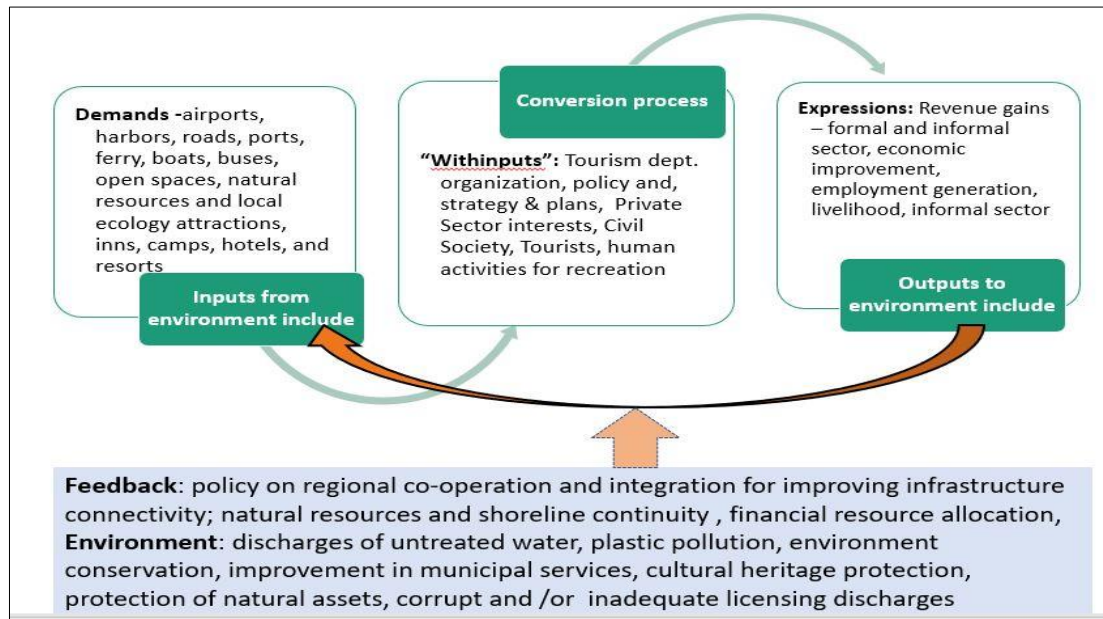 Demands -airports,
harbors, roads, ports,
ferry, boats, buses,
open spaces, natural
resources and local
ecology attractions,
inns, camps, hotels, and
resorts
Inputs from
environment include
Conversion process
“Withinputs”: Tourism dept.
organization, policy and,
strategy & plans, Private
Sector interests, Civil
Society, Tourists, human
activities for recreation
Expressions: Revenue gains
– formal and informal
sector, economic
improvement,
employment generation,
livelihood, informal sector
Outputs to
environment include
Feedback: policy on regional co-operation and integration for improving infrastructure
connectivity; natural resources and shoreline continuity , financial resource allocation,
Environment: discharges of untreated water, plastic pollution, environment
conservation, improvement in municipal services, cultural heritage protection,
protection of natural assets, corrupt and /or inadequate licensing discharges